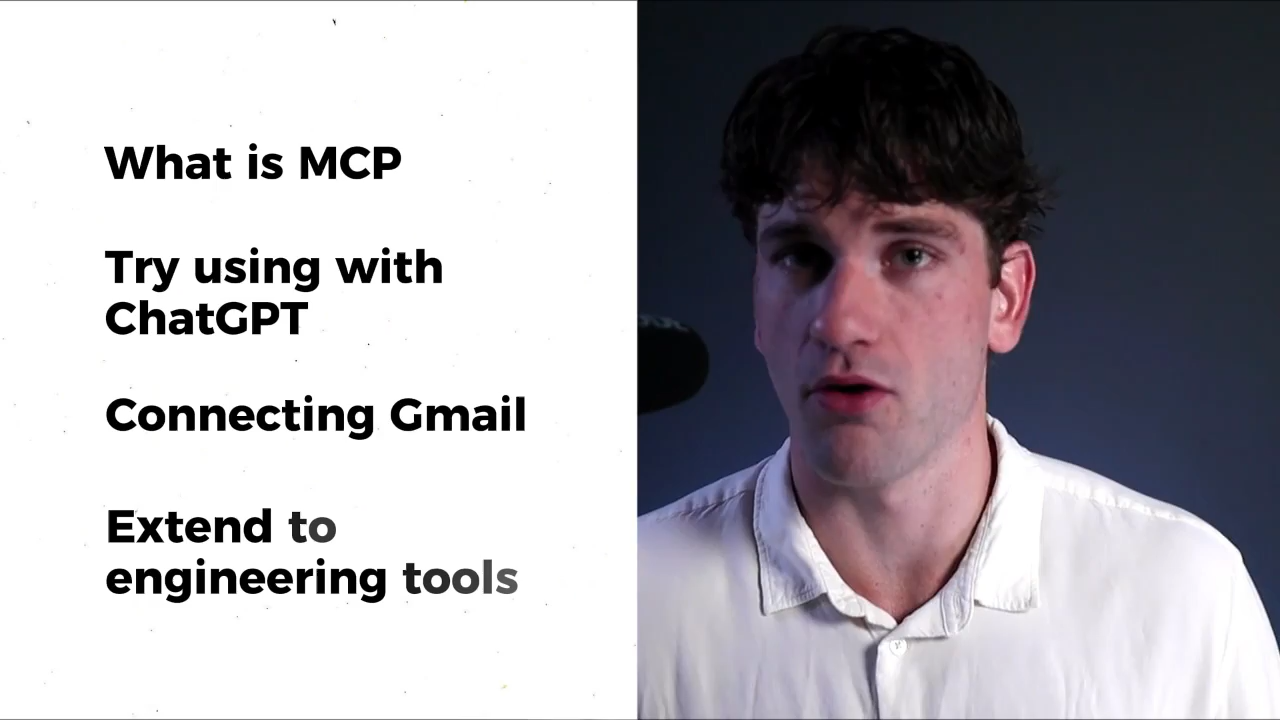 What is MCP
Try using with
ChatGPT
Connecting Gmail
Extend to
engineering tools